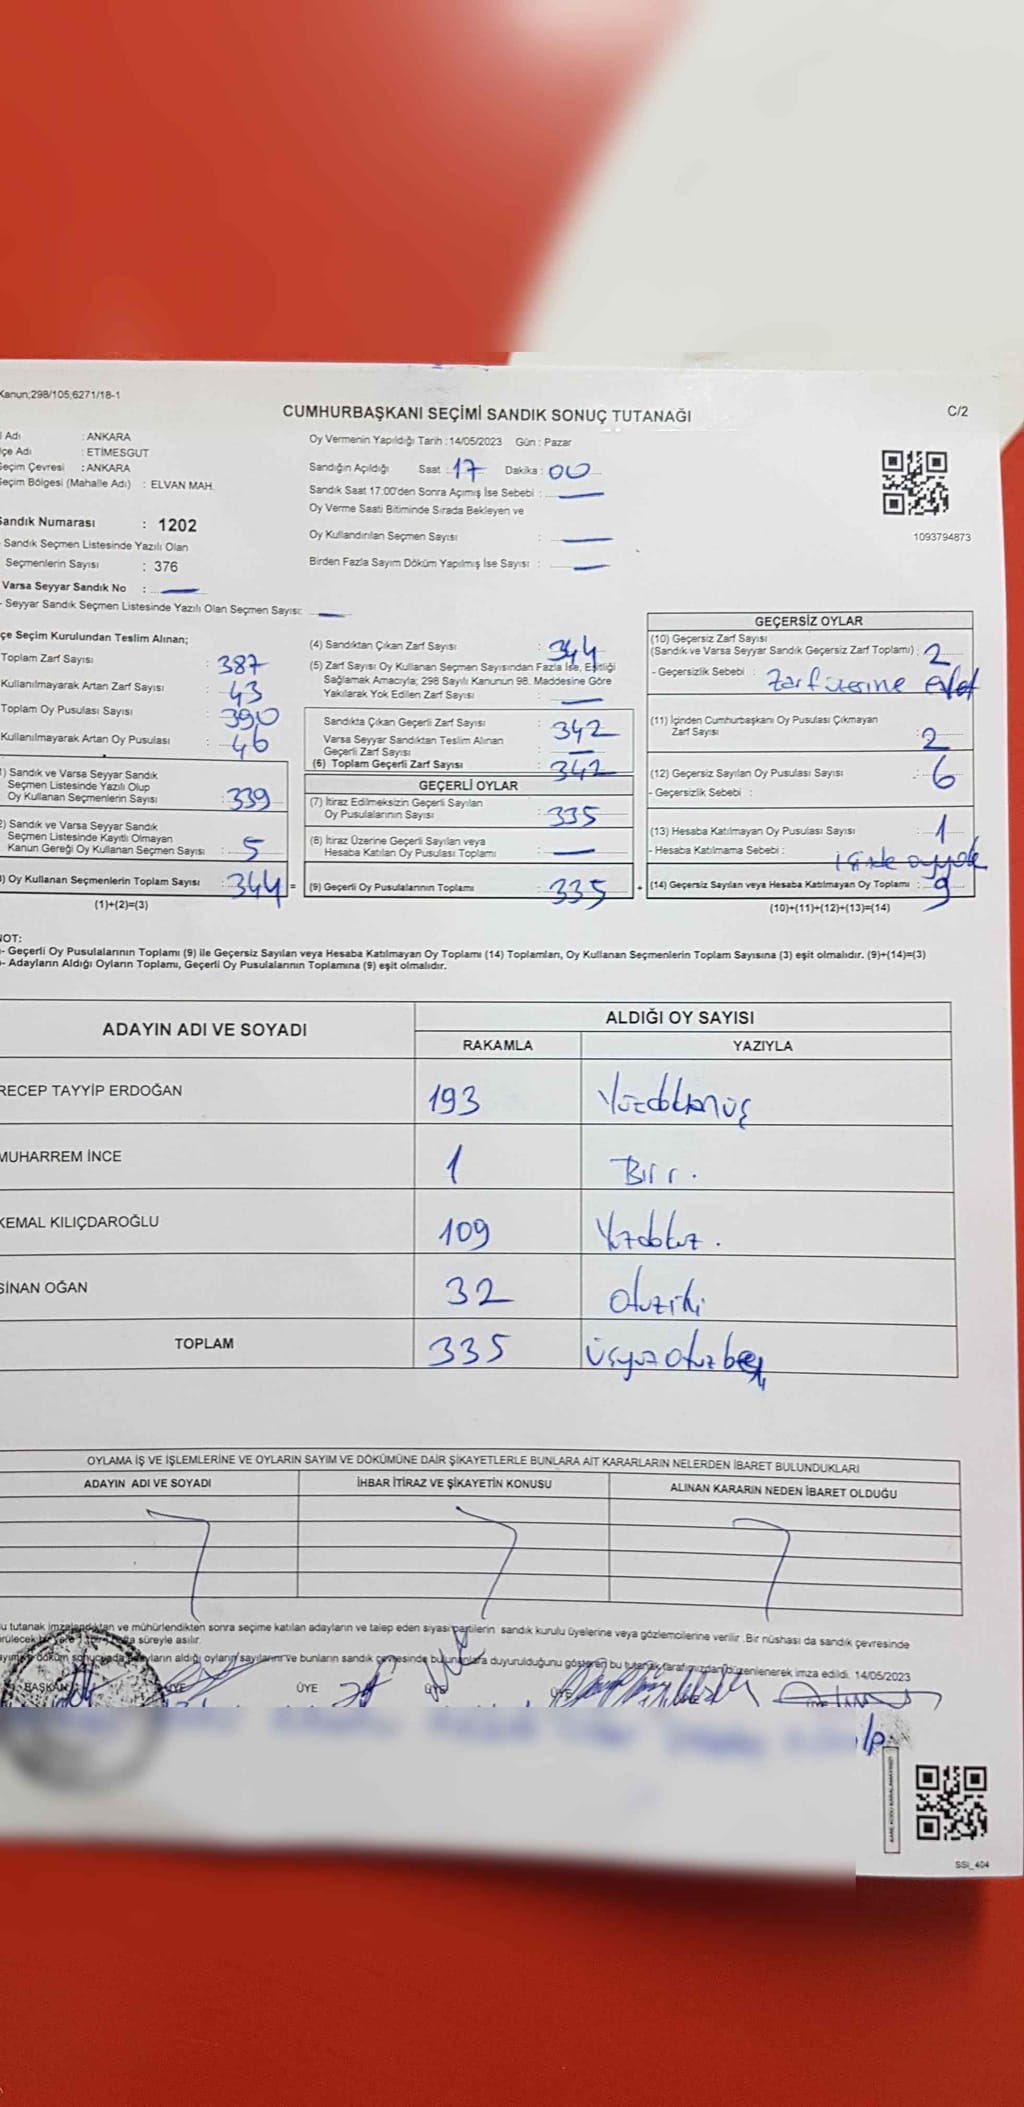 Kanun;298/105;6271/18-1
CUMHURBAŞKANI SEÇİMİ SANDIK SONUÇ TUTANAĞI
C/2
l Adı : ANKARA
çe Adı : ETİMESGUT
Seçim Çevresi : ANKARA
Seçim Bölgesi (Mahalle Adı) : ELVAN MAH.
Sandık Numarası : 1202
Sandık Seçmen Listesinde Yazılı Olan
Seçmenlerin Sayısı : 376
Varsa Seyyar Sandık No :
- Seyyar Sandık Seçmen Listesinde Yazılı Olan Seçmen Sayısı:
Oy Vermenin Yapıldığı Tarih : 14/05/2023 Gün : Pazar
Sandığın Açıldığı Saat : 17 Dakika : 00
Sandık Saat 17:00'den Sonra Açımış İse Sebebi :
Oy Verme Saati Bitiminde Sırada Bekleyen ve
Oy Kullandırılan Seçmen Sayısı :
Birden Fazla Sayım Döküm Yapılmış İse Sayısı :
1093794873
çe Seçim Kurulundan Teslim Alınan;
Toplam Zarf Sayısı : 387
Kullanılmayarak Artan Zarf Sayısı : 43
Toplam Oy Pusulası Sayısı : 390
Kullanılmayarak Artan Oy Pusulası : 46
) Sandık ve Varsa Seyyar Sandık
Seçmen Listesinde Yazılı Olup
Oy Kullanan Seçmenlerin Sayısı : 339
2) Sandık ve Varsa Seyyar Sandık
Seçmen Listesinde Kayıtlı Olmayan
Kanun Gereği Oy Kullanan Seçmen Sayısı : 5
) Oy Kullanan Seçmenlerin Toplam Sayısı : 344 =
(1)+(2)=(3)
(4) Sandıktan Çıkan Zarf Sayısı : 344
(5) Zarf Sayısı Oy Kullanan Seçmen Sayısından Fazla İse, Eşitliği
Sağlamak Amacıyla; 298 Sayılı Kanunun 98. Maddesine Göre
Yakılarak Yok Edilen Zarf Sayısı :
Sandıkta Çıkan Geçerli Zarf Sayısı : 342
Varsa Seyyar Sandıktan Teslim Alınan
Geçerli Zarf Sayısı :
(6) Toplam Geçerli Zarf Sayısı : 342
GEÇERLİ OYLAR
(7) İtiraz Edilmeksizin Geçerli Sayılan
Oy Pusulalarının Sayısı : 335
(8) İtiraz Üzerine Geçerli Sayılan veya
Hesaba Katılan Oy Pusulası Toplamı :
(9) Geçerli Oy Pusulalarının Toplamı : 335 +
GEÇERSİZ OYLAR
(10) Geçersiz Zarf Sayısı
(Sandık ve Varsa Seyyar Sandık Geçersiz Zarf Toplamı) : 2
- Geçersizlik Sebebi : Zarf üzerine evet
(11) İçinden Cumhurbaşkanı Oy Pusulası Çıkmayan
Zarf Sayısı : 2
(12) Geçersiz Sayılan Oy Pusulası Sayısı : 6
- Geçersizlik Sebebi :
(13) Hesaba Katılmayan Oy Pusulası Sayısı : 1
- Hesaba Katılmama Sebebi :
(14) Geçersiz Sayılan veya Hesaba Katılmayan Oy Toplamı : 9
(10)+(11)+(12)+(13)=(14)
NOT:
- Geçerli Oy Pusulalarının Toplamı (9) ile Geçersiz Sayılan veya Hesaba Katılmayan Oy Toplamı (14) Toplamları, Oy Kullanan Seçmenlerin Toplam Sayısına (3) eşit olmalıdır. (9)+(14)=(3)
- Adayların Aldığı Oyların Toplamı, Geçerli Oy Pusulalarının Toplamına (9) eşit olmalıdır.
ADAYIN ADI VE SOYADI
ALDIĞI OY SAYISI
RAKAMLA YAZIYLA
RECEP TAYYİP ERDOĞAN 193 Yüzdoksanüç
MUHARREM İNCE 1 Bir.
KEMAL KILIÇDAROĞLU 109 Yüzdokuz.
SİNAN OĞAN 32 otuziki
TOPLAM 335 üçyüzotuzbeş
OYLAMA İŞ VE İŞLEMLERİNE VE OYLARIN SAYIM VE DÖKÜMÜNE DAİR ŞİKAYETLERLE BUNLARA AİT KARARLARIN NELERDEN İBARET BULUNDUKLARI
ADAYIN ADI VE SOYADI İHBAR İTİRAZ VE ŞİKAYETİN KONUSU ALINAN KARARIN NEDEN İBARET OLDUĞU
u tutanak imzalandıktan ve mühürlendikten sonra seçime katılan adayların ve talep eden siyasi partilerin sandık kurulu üyelerine veya gözlemcilerine verilir. Bir nüshası da sandık çevresinde
süreyle asılır.
döküm sonucunda adayların aldığı oyların sayılarını ve bunların sandık çevresinde bulunanlara duyurulduğunu gösteren bu tutanak tarafımızdan düzenlenerek imza edildi. 14/05/2023
BAŞKAN ÜYE ÜYE ÜYE ÜYE
SSI_404